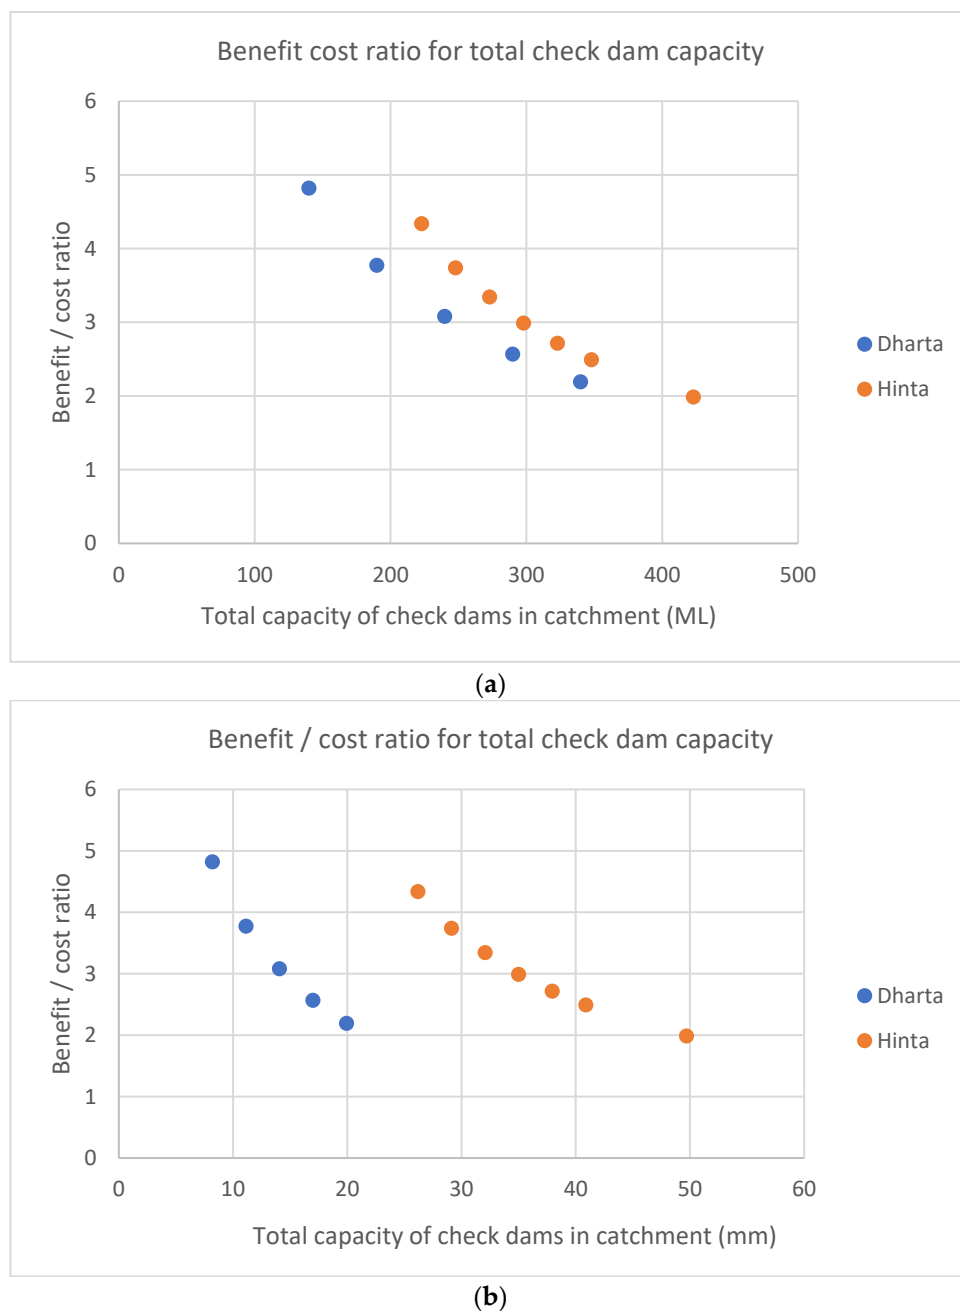 Benefit cost ratio for total check dam capacity
6
5
4
3
2
1
0
Benefit / cost ratio
0 100 200 300 400 500
Total capacity of check dams in catchment (ML)
Dharta
Hinta
(a)
Benefit / cost ratio for total check dam capacity
6
5
4
3
2
1
0
Benefit / cost ratio
0 10 20 30 40 50 60
Total capacity of check dams in catchment (mm)
Dharta
Hinta
(b)